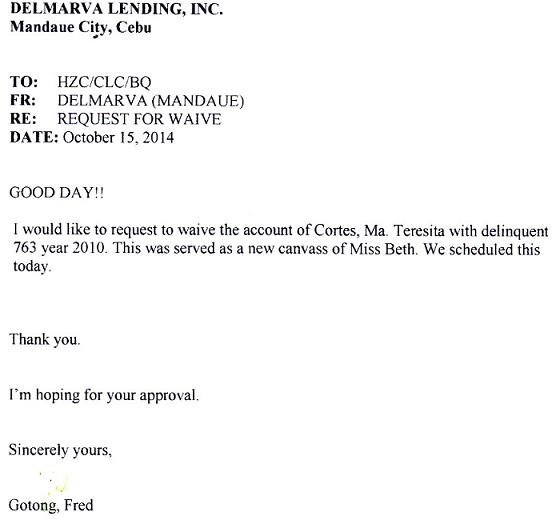 DELMARVA LENDING, INC.
Mandaue City, Cebu
TO: HZC/CLC/BQ
FR: DELMARVA (MANDAUE)
RE: REQUEST FOR WAIVE
DATE: October 15, 2014
GOOD DAY!!
I would like to request to waive the account of Cortes, Ma. Teresita with delinquent
763 year 2010. This was served as a new canvass of Miss Beth. We scheduled this
today.
Thank you.
I'm hoping for your approval.
Sincerely yours,
Gotong, Fred